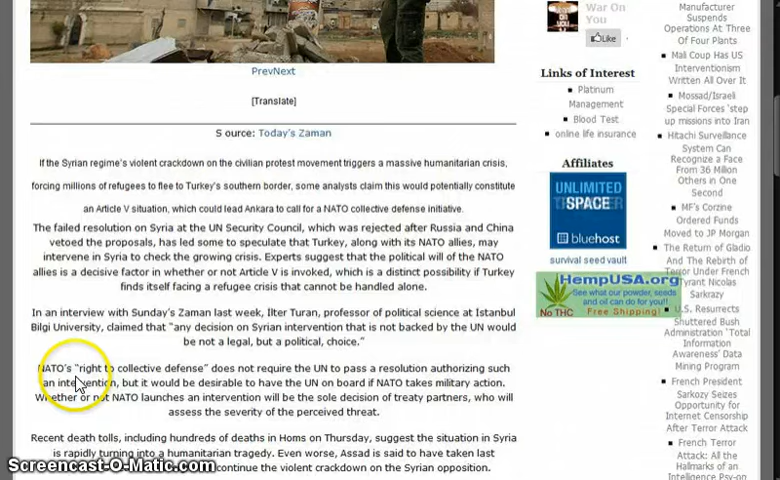 PrevNext
[Translate]
S ource: Today's Zaman
If the Syrian regime's violent crackdown on the civilian protest movement triggers a massive humanitarian crisis,
forcing millions of refugees to flee to Turkey's southern border, some analysts claim this would potentially constitute
an Article V situation, which could lead Ankara to call for a NATO collective defense initiative.
The failed resolution on Syria at the UN Security Council, which was rejected after Russia and China
vetoed the proposals, has led some to speculate that Turkey, along with its NATO allies, may
intervene in Syria to check the growing crisis. Experts suggest that the political will of the NATO
allies is a decisive factor in whether or not Article V is invoked, which is a distinct possibility if Turkey
finds itself facing a refugee crisis that cannot be handled alone.
In an interview with Sunday's Zaman last week, İlter Turan, professor of political science at İstanbul
Bilgi University, claimed that "any decision on Syrian intervention that is not backed by the UN would
be not a legal, but a political, choice."
NATO's "right to collective defense" does not require the UN to pass a resolution authorizing such
an intervention, but it would be desirable to have the UN on board if NATO takes military action.
Whether or not NATO launches an intervention will be the sole decision of treaty partners, who will
assess the severity of the perceived threat.
Recent death tolls, including hundreds of deaths in Homs on Thursday, suggest the situation in Syria
is rapidly turning into a humanitarian tragedy. Even worse, Assad is said to have taken last
continue the violent crackdown on the Syrian opposition.
Screencast-O-Matic.com
War On
You
Like
Links of Interest
Platinum
Management
Blood Test
online life insurance
Affiliates
UNLIMITED
SPACE
bluehost
survival seed vault
HempUSA.org
See what our powder, seeds
and oil can do for you!!
No THC
Free Shipping!
Manufacturer
Suspends
Operations At Three
Of Four Plants
Mali Coup Has US
Interventionism
Written All Over It
Mossad/Israeli
Special Forces 'step
up missions into Iran
Hitachi Surveillance
System Can
Recognize a Face
From 36 Million
Others in One
Second
MF's Corzine
Ordered Funds
Moved to JP Morgan
The Return of Gladio
And The Rebirth of
Terror Under French
Tyrant Nicolas
Sarkrazy
U.S. Resurrects
Shuttered Bush
Administration 'Total
Information
Awareness' Data
Mining Program
French President
Sarkozy Seizes
Opportunity for
Internet Censorship
After Terror Attack
French Terror
Attack: All the
Hallmarks of an
Intelligence Psy-op